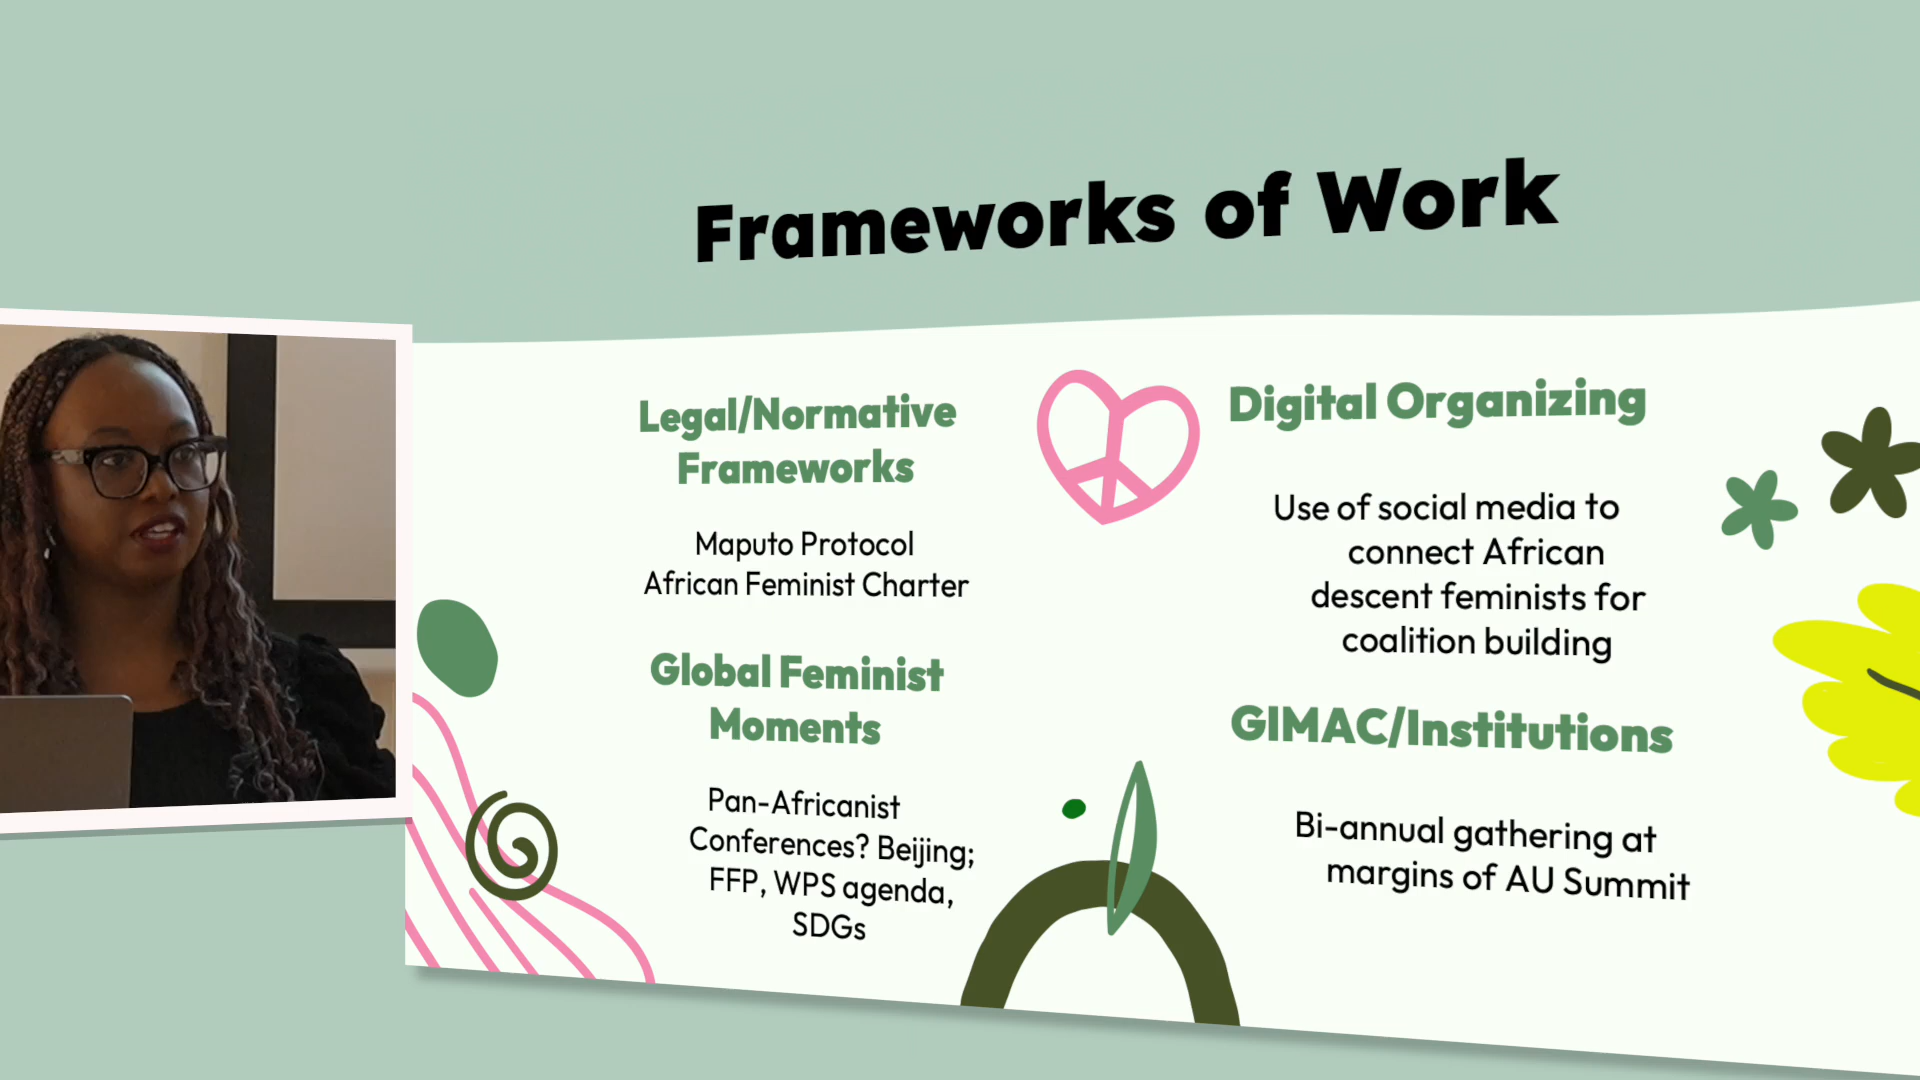 Frameworks of Work
Legal/Normative
Frameworks
Maputo Protocol
African Feminist Charter
Global Feminist
Moments
Pan-Africanist
Conferences? Beijing;
FFP, WPS agenda,
SDGs
Digital Organizing
Use of social media to
connect African
descent feminists for
coalition building
GIMAC/Institutions
Bi-annual gathering at
margins of AU Summit